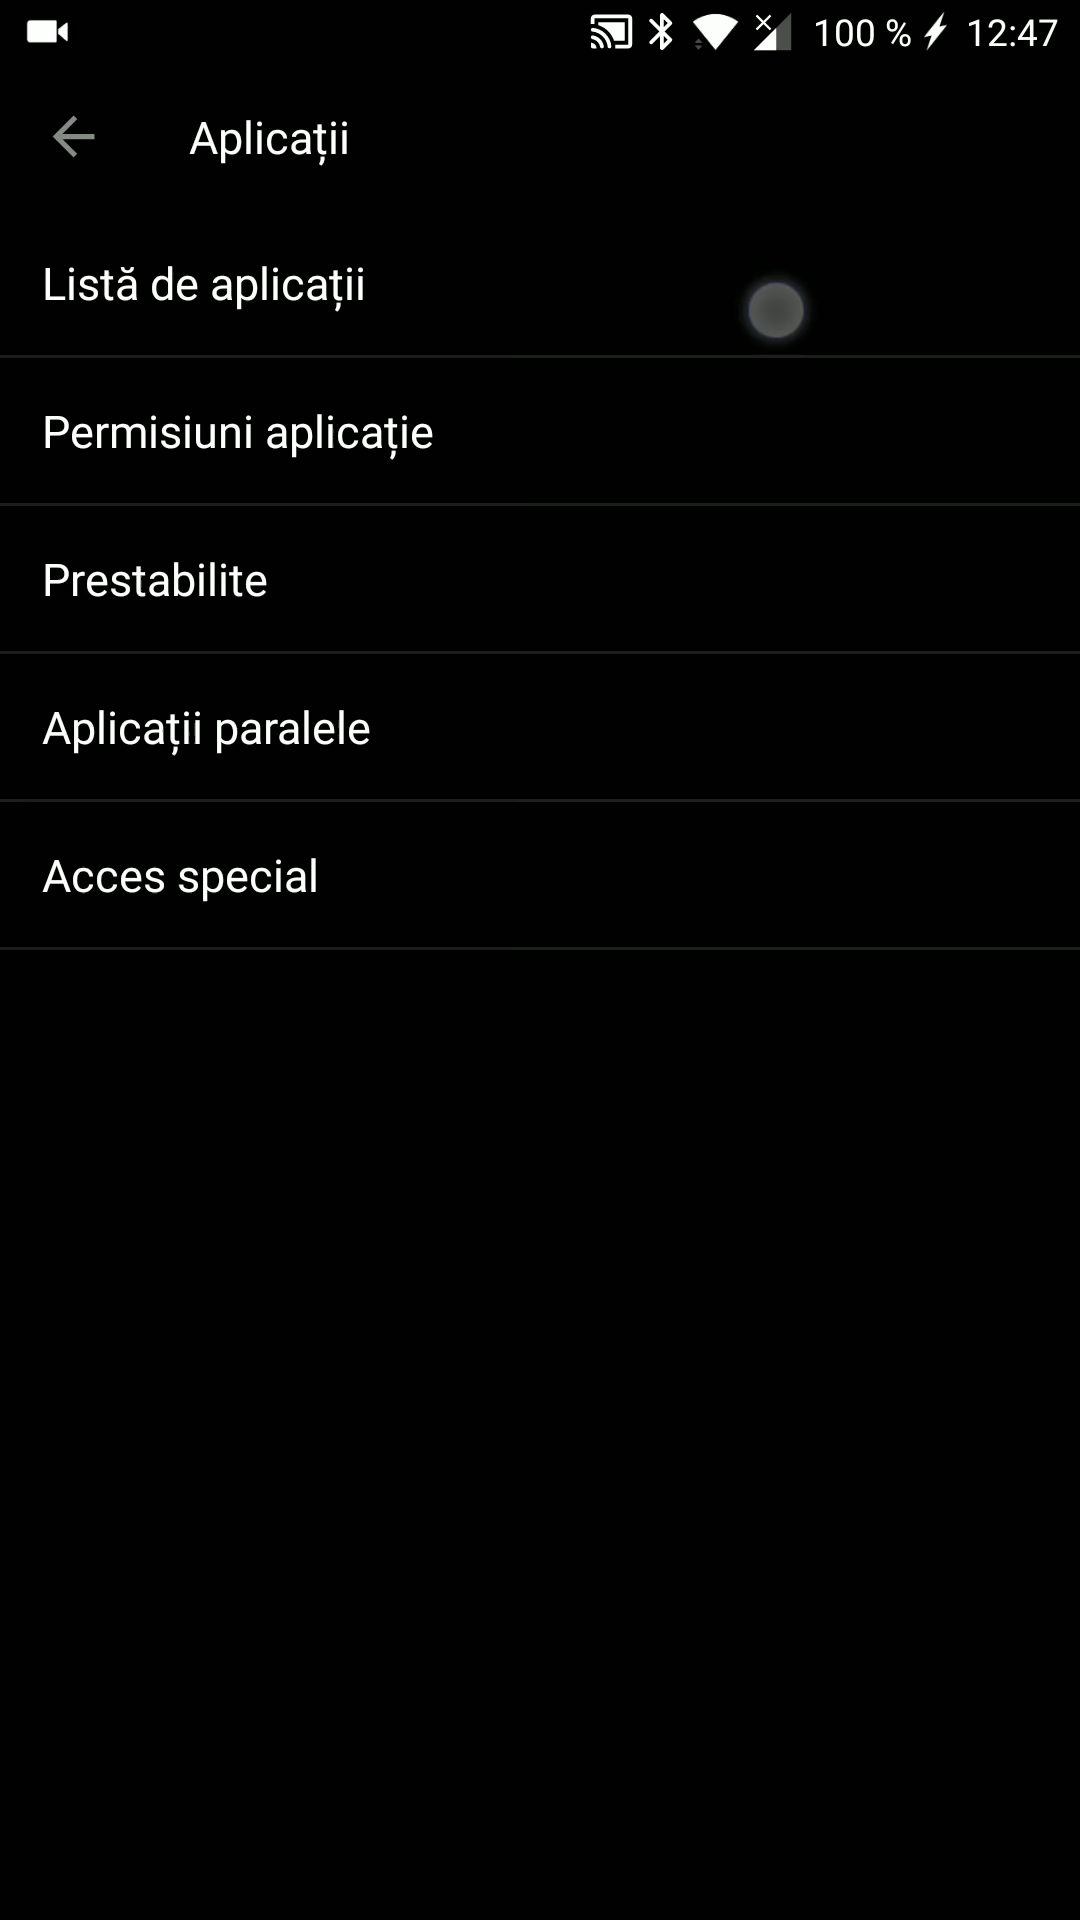 100 % 12:47
Aplicații
Listă de aplicații
Permisiuni aplicație
Prestabilite
Aplicații paralele
Acces special